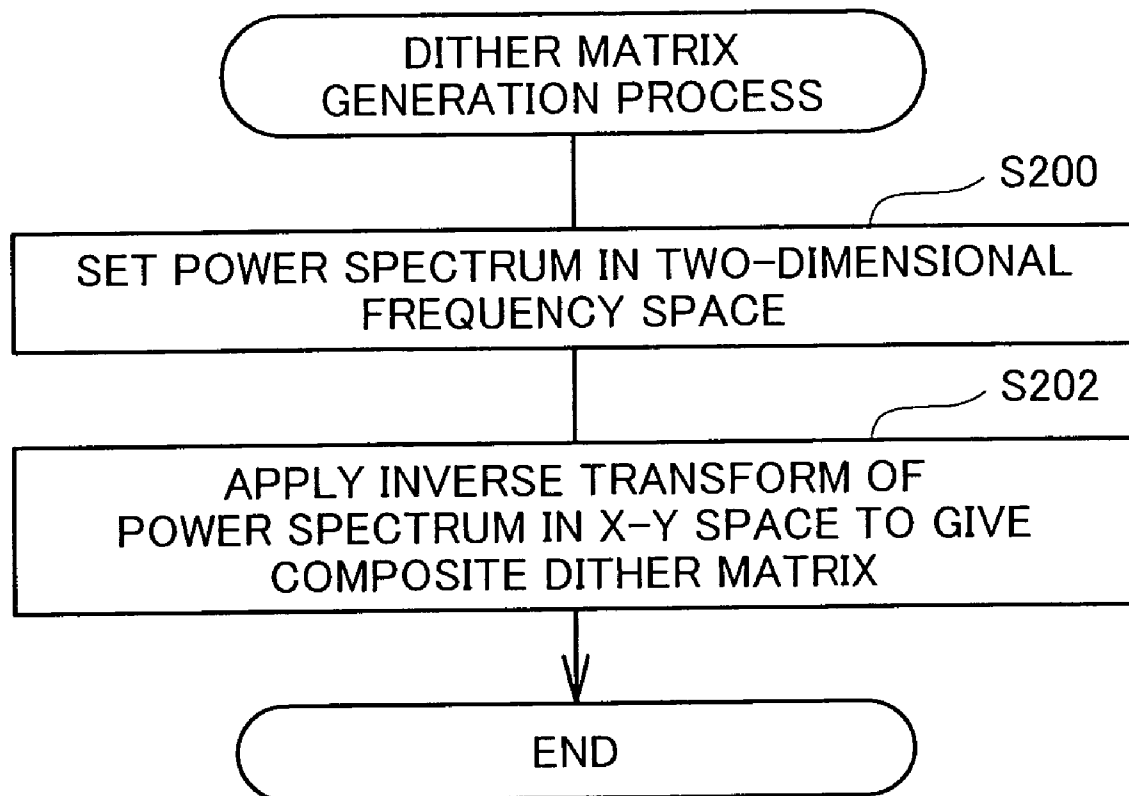 DITHER MATRIX
GENERATION PROCESS
S200
SET POWER SPECTRUM IN TWO-DIMENSIONAL
FREQUENCY SPACE
S202
APPLY INVERSE TRANSFORM OF
POWER SPECTRUM IN X-Y SPACE TO GIVE
COMPOSITE DITHER MATRIX
END